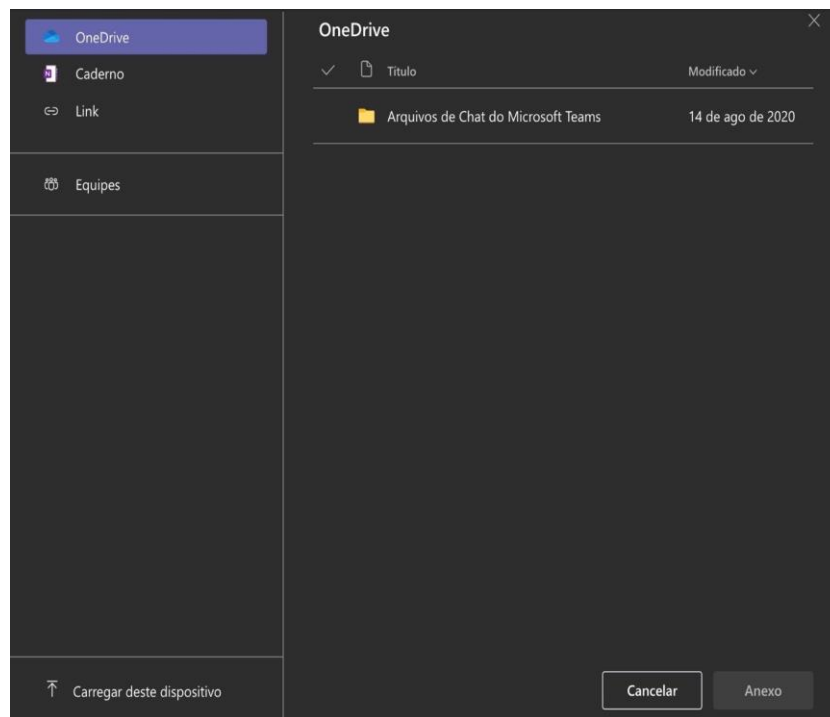 OneDrive
Caderno
Link
Equipes
Carregar deste dispositivo
OneDrive
Título Modificado
Arquivos de Chat do Microsoft Teams 14 de ago de 2020
Cancelar Anexo